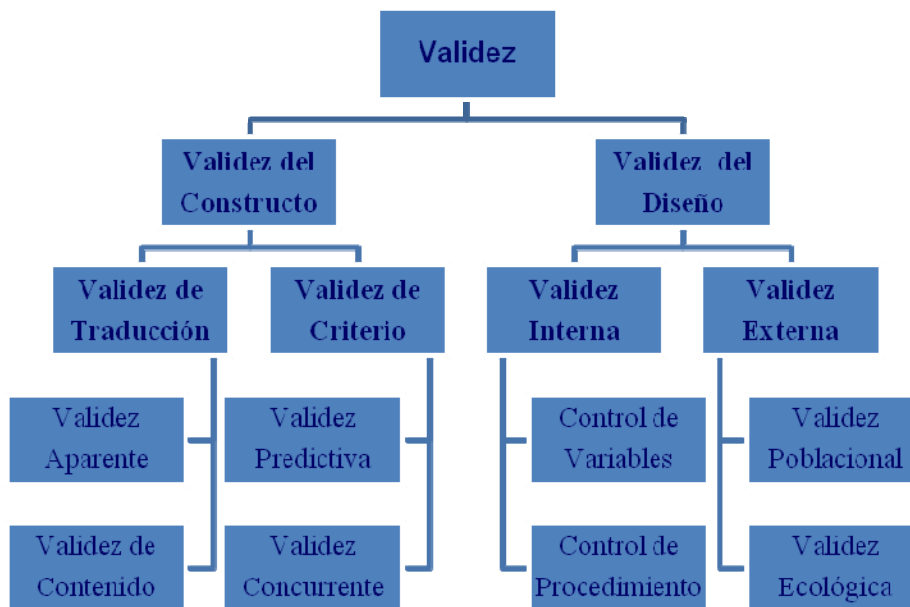 Validez
Validez del
Constructo
Validez del
Diseño
Validez de
Traducción
Validez de
Criterio
Validez
Interna
Validez
Externa
Validez
Aparente
Validez
Predictiva
Control de
Variables
Validez
Poblacional
Validez de
Contenido
Validez
Concurrente
Control de
Procedimiento
Validez
Ecológica